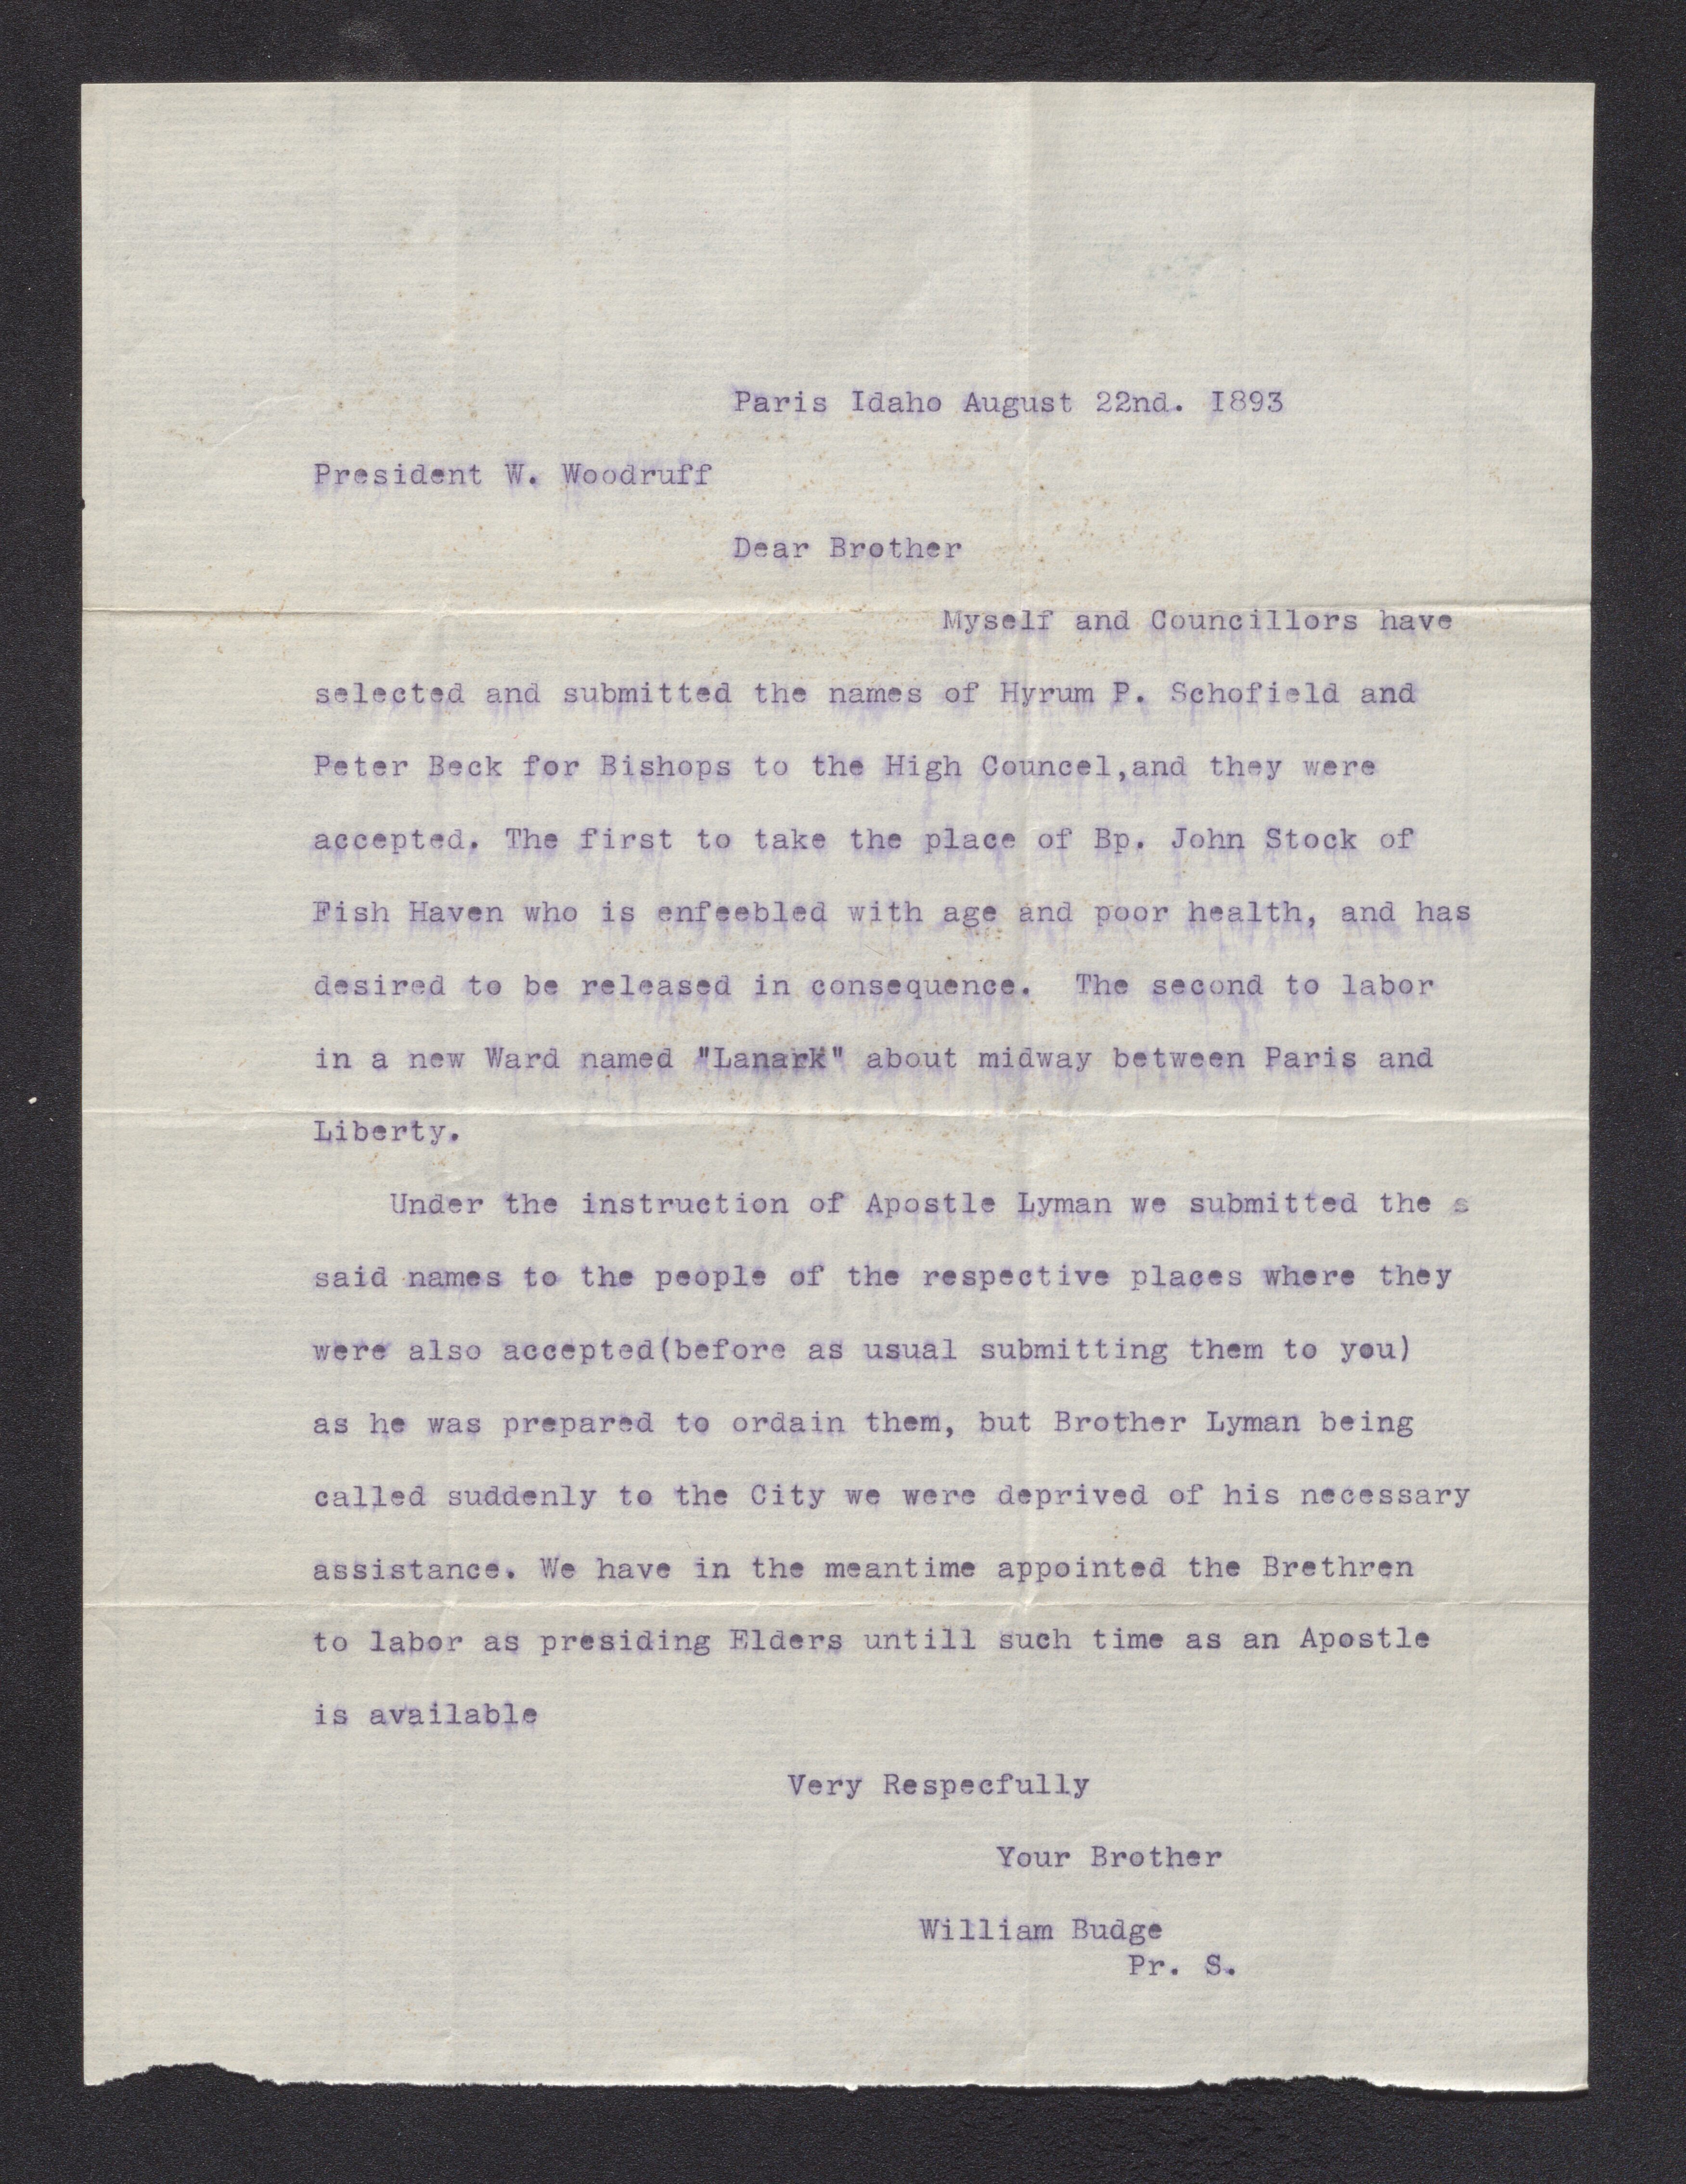 Paris Idaho August 22nd. I893
President W. Woodruff
Dear Brother
Myself and Councillors have
selected and submitted the names of Hyrum P. Schofield and
Peter Beck for Bishops to the High Councel,and they were
accepted. The first to take the place of Bp. John Stock of
Fish Haven who is enfeebled with age and poor health, and has
desired to be released in consequence.  The second to labor
in a new Ward named "Lanark" about midway between Paris and
Liberty.
Under the instruction of Apostle Lyman we submitted the s
said names to the people of the respective places where they
were also accepted(before as usual submitting them to you)
as he was prepared to ordain them, but Brother Lyman being
called suddenly to the City we were deprived of his necessary
assistance. We have in the meantime appointed the Brethren
to labor as presiding Elders untill such time as an Apostle
is available
Very Respecfully
Your Brother
William Budge
Pr. S.